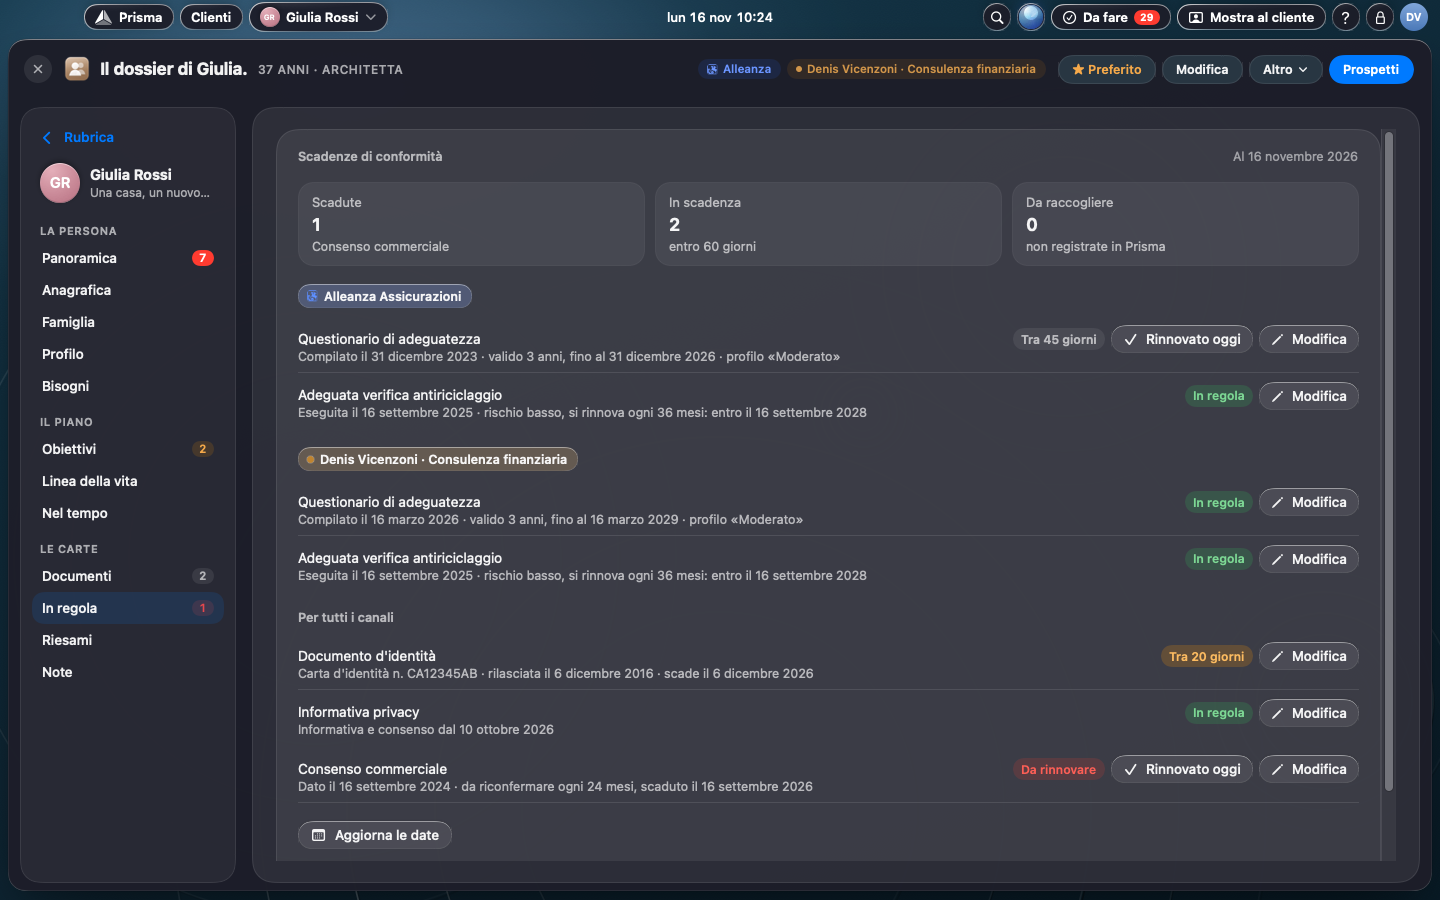 Prisma
Clienti
GR Giulia Rossi
lun 16 nov 10:24
Da fare 29
Mostra al cliente
?
DV
Il dossier di Giulia. 37 ANNI · ARCHITETTA
Alleanza
Denis Vicenzoni · Consulenza finanziaria
Preferito
Modifica
Altro
Prospetti
Rubrica
GR
Giulia Rossi
Una casa, un nuovo...
LA PERSONA
Panoramica 7
Anagrafica
Famiglia
Profilo
Bisogni
IL PIANO
Obiettivi 2
Linea della vita
Nel tempo
LE CARTE
Documenti 2
In regola 1
Riesami
Note
Scadenze di conformità
Al 16 novembre 2026
Scadute
1
Consenso commerciale
In scadenza
2
entro 60 giorni
Da raccogliere
0
non registrate in Prisma
Alleanza Assicurazioni
Questionario di adeguatezza
Compilato il 31 dicembre 2023 · valido 3 anni, fino al 31 dicembre 2026 · profilo «Moderato»
Tra 45 giorni
Rinnovato oggi
Modifica
Adeguata verifica antiriciclaggio
Eseguita il 16 settembre 2025 · rischio basso, si rinnova ogni 36 mesi: entro il 16 settembre 2028
In regola
Modifica
Denis Vicenzoni · Consulenza finanziaria
Questionario di adeguatezza
Compilato il 16 marzo 2026 · valido 3 anni, fino al 16 marzo 2029 · profilo «Moderato»
In regola
Modifica
Adeguata verifica antiriciclaggio
Eseguita il 16 settembre 2025 · rischio basso, si rinnova ogni 36 mesi: entro il 16 settembre 2028
In regola
Modifica
Per tutti i canali
Documento d'identità
Carta d'identità n. CA12345AB · rilasciata il 6 dicembre 2016 · scade il 6 dicembre 2026
Tra 20 giorni
Modifica
Informativa privacy
Informativa e consenso dal 10 ottobre 2026
In regola
Modifica
Consenso commerciale
Dato il 16 settembre 2024 · da riconfermare ogni 24 mesi, scaduto il 16 settembre 2026
Da rinnovare
Rinnovato oggi
Modifica
Aggiorna le date